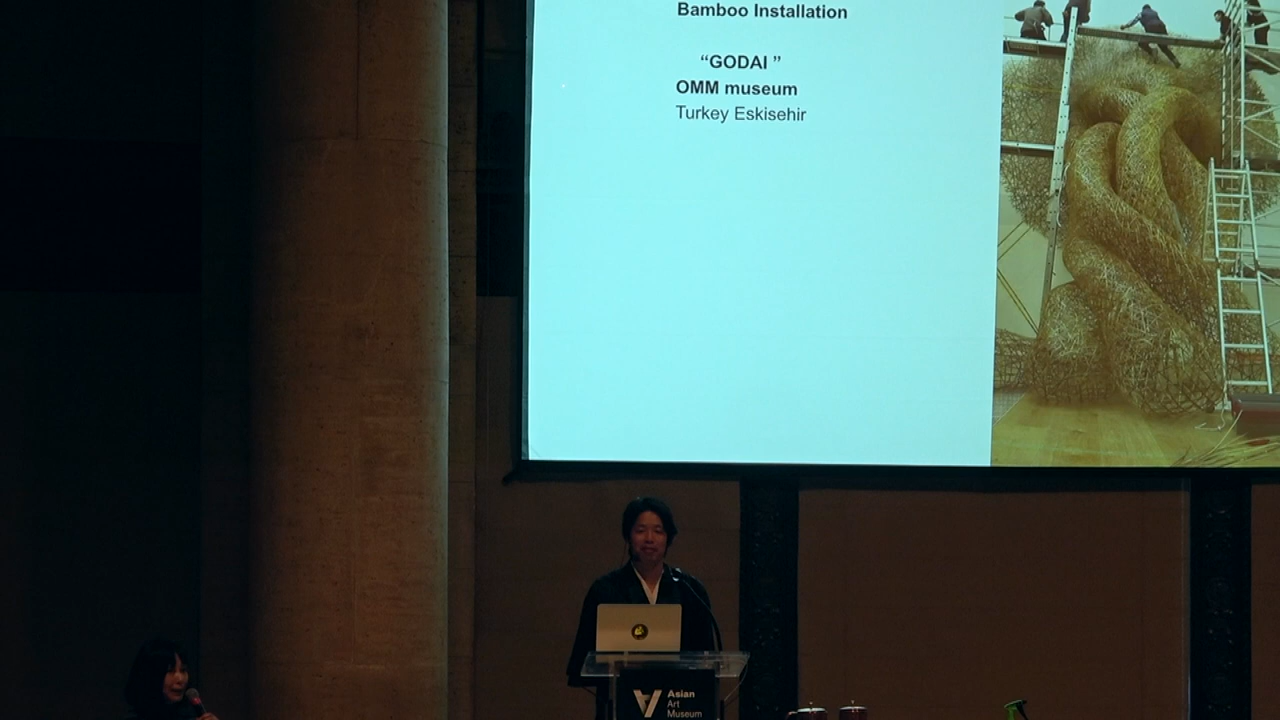 Bamboo Installation
“GODAI ”
OMM museum
Turkey Eskisehir
Asian
Art
Museum